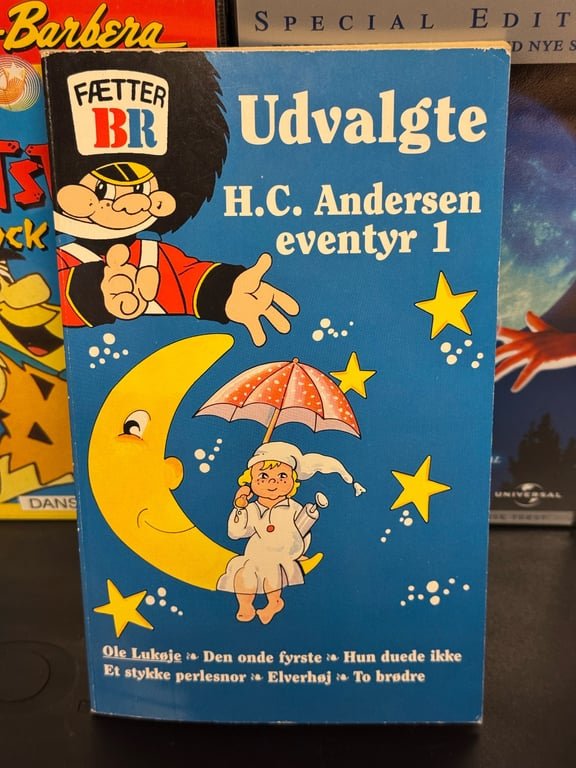 -Barbera
SPECIAL EDIT
D NYE S
FÆTTER
BR
Udvalgte
H.C. Andersen
eventyr 1
ock
DANS
UNIVERSAL
Ole Lukøje ❧ Den onde fyrste ❧ Hun duede ikke
Et stykke perlesnor ❧ Elverhøj ❧ To brødre